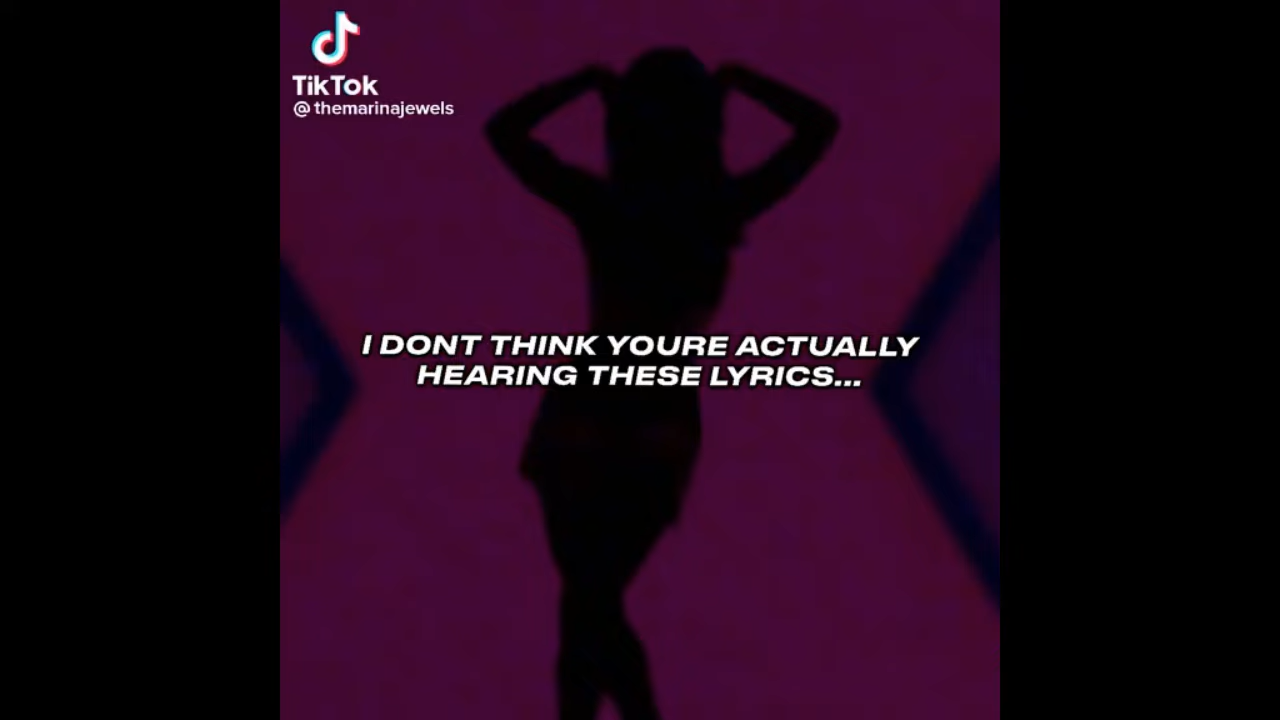 TikTok
@themarinajewels
I DONT THINK YOURE ACTUALLY
HEARING THESE LYRICS...